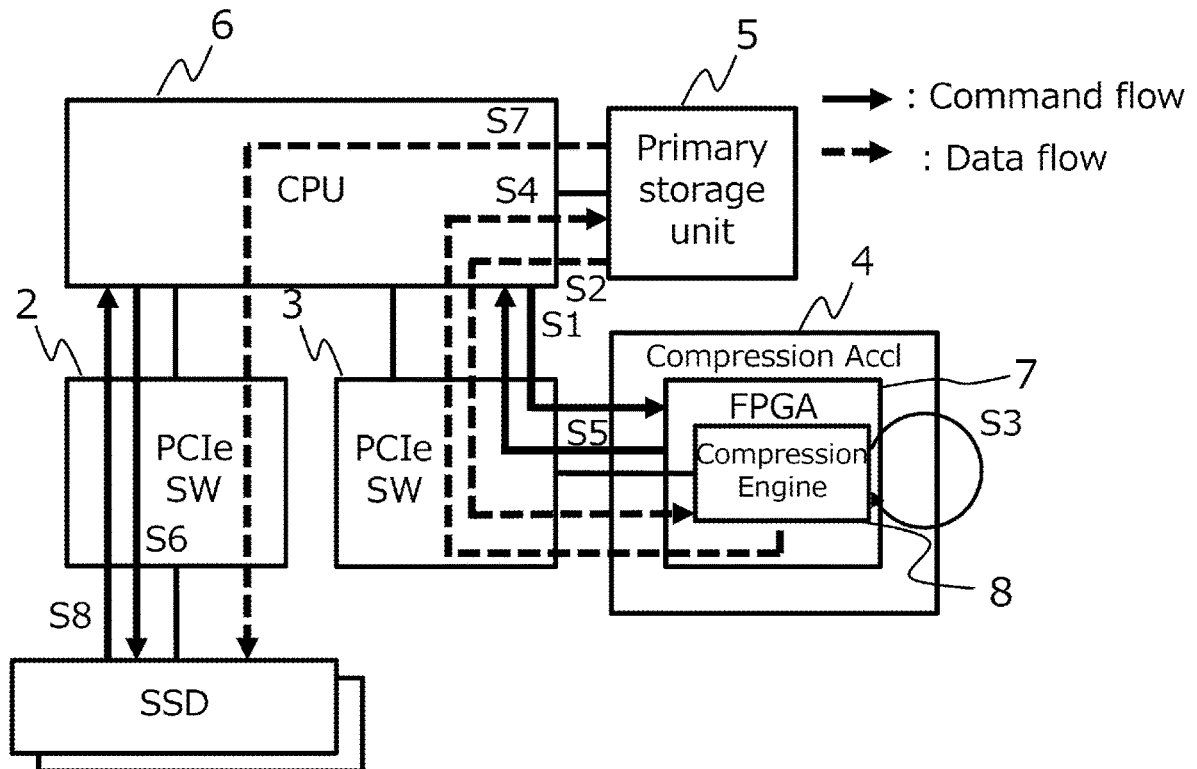 6
5
: Command flow
: Data flow
S7
Primary
storage
unit
CPU
S4
S2
4
2
3
S1
Compression Accl
7
FPGA
S3
S5
PCIe
SW
PCIe
SW
Compression
Engine
S6
8
S8
SSD